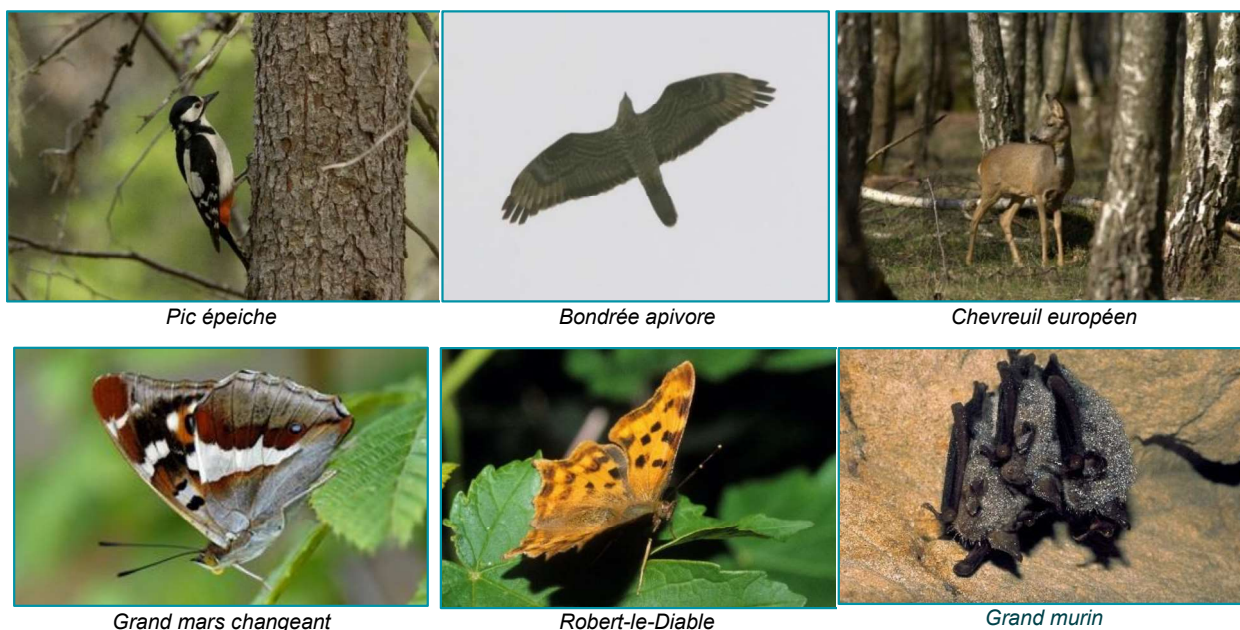 Pic épeiche
Bondrée apivore
Chevreuil européen
Grand mars changeant
Robert-le-Diable
Grand murin